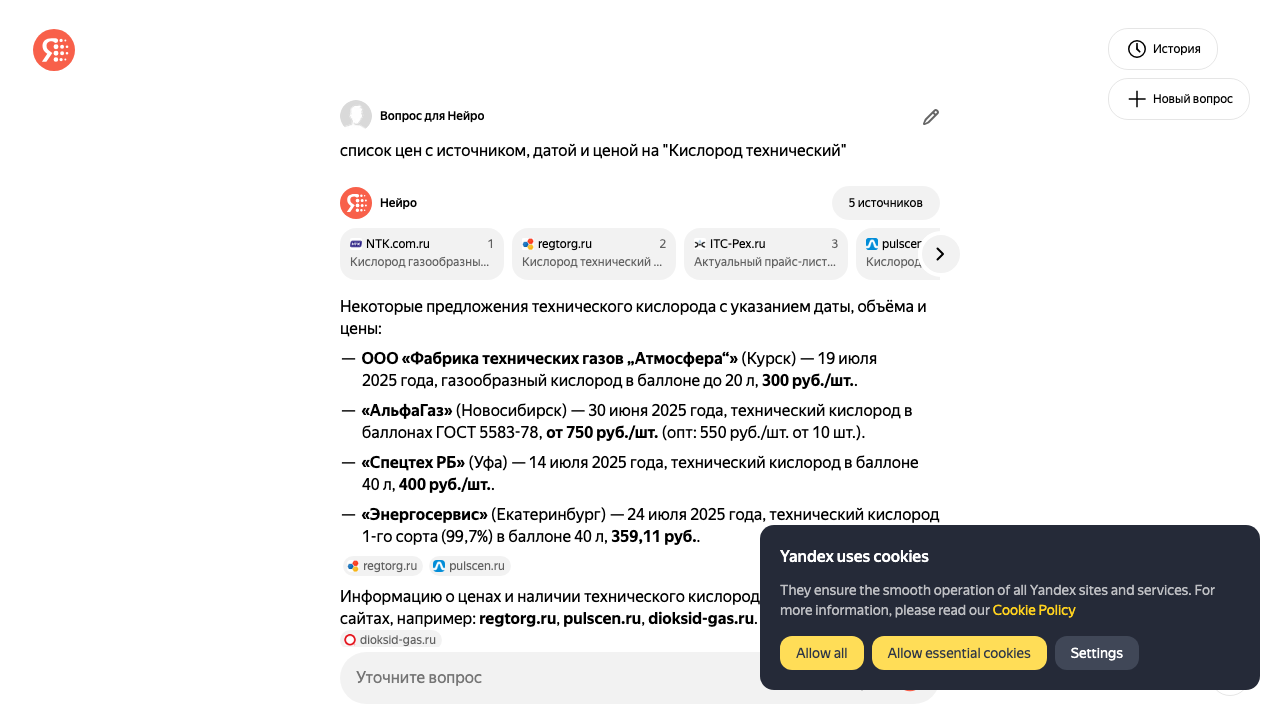 История
Новый вопрос
Вопрос для Нейро
список цен с источником, датой и ценой на "Кислород технический"
Нейро
5 источников
NTK.com.ru 1
Кислород газообразны...
regtorg.ru 2
Кислород технический ...
ITC-Pex.ru 3
Актуальный прайс-лист...
pulscen
Кислород
Некоторые предложения технического кислорода с указанием даты, объёма и
цены:
— ООО «Фабрика технических газов „Атмосфера“» (Курск) — 19 июля
2025 года, газообразный кислород в баллоне до 20 л, 300 руб./шт..
— «АльфаГаз» (Новосибирск) — 30 июня 2025 года, технический кислород в
баллонах ГОСТ 5583-78, от 750 руб./шт. (опт: 550 руб./шт. от 10 шт.).
— «Спецтех РБ» (Уфа) — 14 июля 2025 года, технический кислород в баллоне
40 л, 400 руб./шт..
— «Энергосервис» (Екатеринбург) — 24 июля 2025 года, технический кислород
1-го сорта (99,7%) в баллоне 40 л, 359,11 руб..
regtorg.ru pulscen.ru
Информацию о ценах и наличии технического кислород
сайтах, например: regtorg.ru, pulscen.ru, dioksid-gas.ru.
dioksid-gas.ru
Уточните вопрос
Yandex uses cookies
They ensure the smooth operation of all Yandex sites and services. For
more information, please read our Cookie Policy
Allow all
Allow essential cookies
Settings